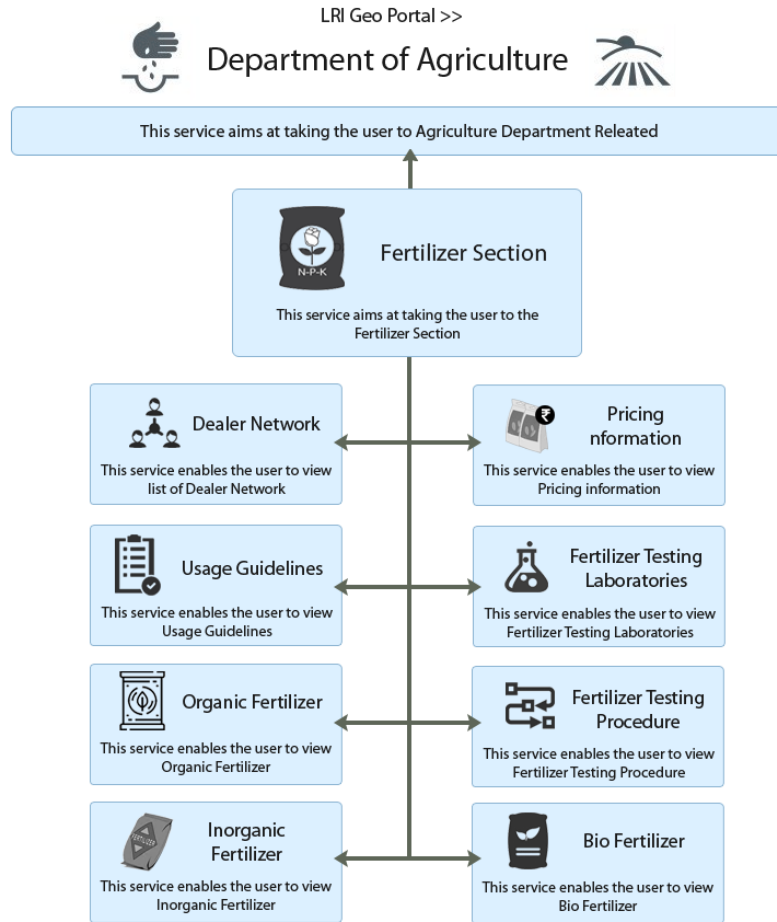 LRI Geo Portal >>
Department of Agriculture
This service aims at taking the user to Agriculture Department Releated
N-P-K
Fertilizer Section
This service aims at taking the user to the
Fertilizer Section
Dealer Network
This service enables the user to view
list of Dealer Network
₹
Pricing
nformation
This service enables the user to view
Pricing information
Usage Guidelines
This service enables the user to view
Usage Guidelines
Fertilizer Testing
Laboratories
This service enables the user to view
Fertilizer Testing Laboratories
Organic Fertilizer
This service enables the user to view
Organic Fertilizer
Fertilizer Testing
Procedure
This service enables the user to view
Fertilizer Testing Procedure
FERTILIZER
Inorganic
Fertilizer
This service enables the user to view
Inorganic Fertilizer
Bio Fertilizer
This service enables the user to view
Bio Fertilizer